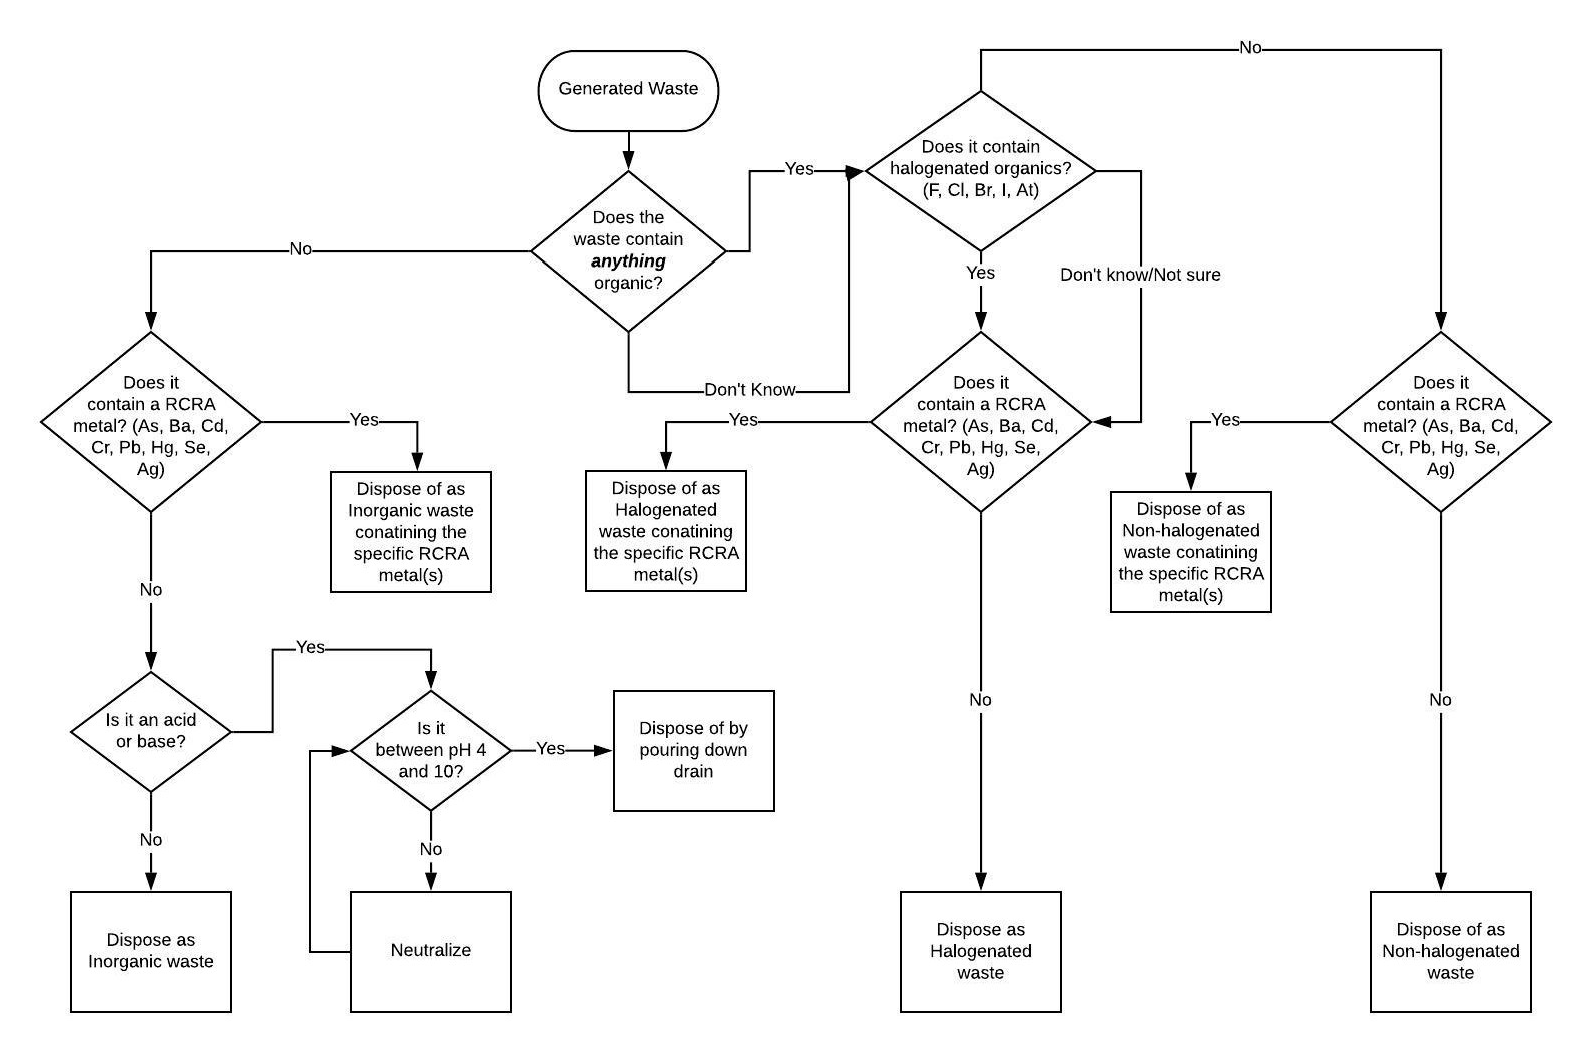 Generated Waste
Does the
waste contain
anything
organic?
Yes
No
Don't Know
Does it contain
halogenated organics?
(F, Cl, Br, I, At)
No
Yes
Don't know/Not sure
Does it
contain a RCRA
metal? (As, Ba, Cd,
Cr, Pb, Hg, Se,
Ag)
Yes
Dispose of as
Inorganic waste
conatining the
specific RCRA
metal(s)
No
Does it
contain a RCRA
metal? (As, Ba, Cd,
Cr, Pb, Hg, Se,
Ag)
Yes
Dispose of as
Halogenated
waste conatining
the specific RCRA
metal(s)
No
Does it
contain a RCRA
metal? (As, Ba, Cd,
Cr, Pb, Hg, Se,
Ag)
Yes
Dispose of as
Non-halogenated
waste conatining
the specific RCRA
metal(s)
No
Is it an acid
or base?
Yes
Is it
between pH 4
and 10?
Yes
Dispose of by
pouring down
drain
No
No
Dispose as
Inorganic waste
Neutralize
Dispose as
Halogenated
waste
Dispose of as
Non-halogenated
waste